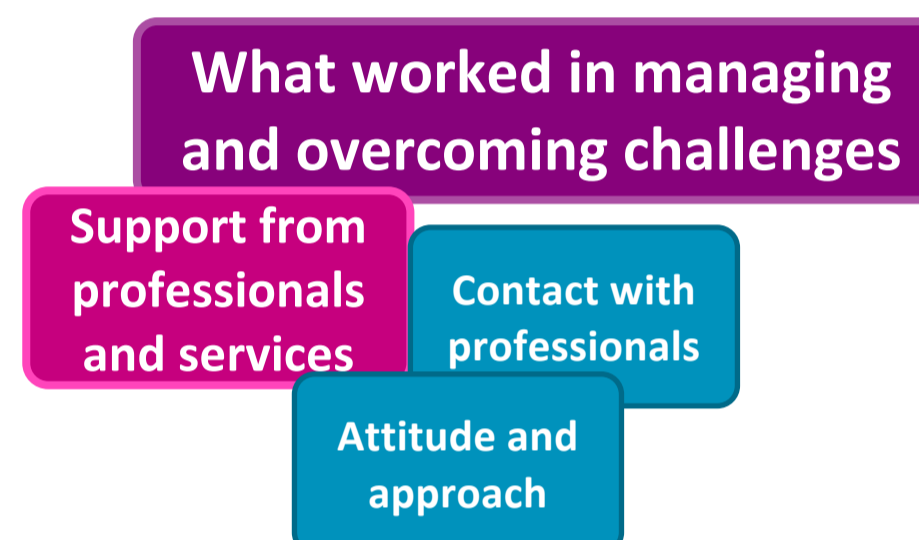 What worked in managing
and overcoming challenges
Support from
professionals
and services
Contact with
professionals
Attitude and
approach